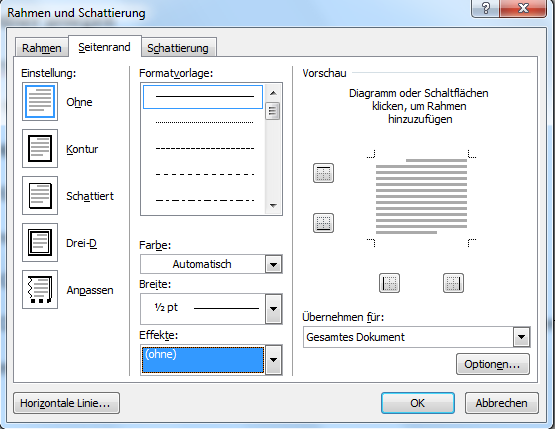 Rahmen und Schattierung
Rahmen
Seitenrand
Schattierung
Einstellung:
Ohne
Kontur
Schattiert
Drei-D
Anpassen
Formatvorlage:
Farbe:
Automatisch
Breite:
½ pt
Effekte:
(ohne)
Vorschau
Diagramm oder Schaltflächen
klicken, um Rahmen
hinzuzufügen
Übernehmen für:
Gesamtes Dokument
Optionen...
Horizontale Linie...
OK
Abbrechen